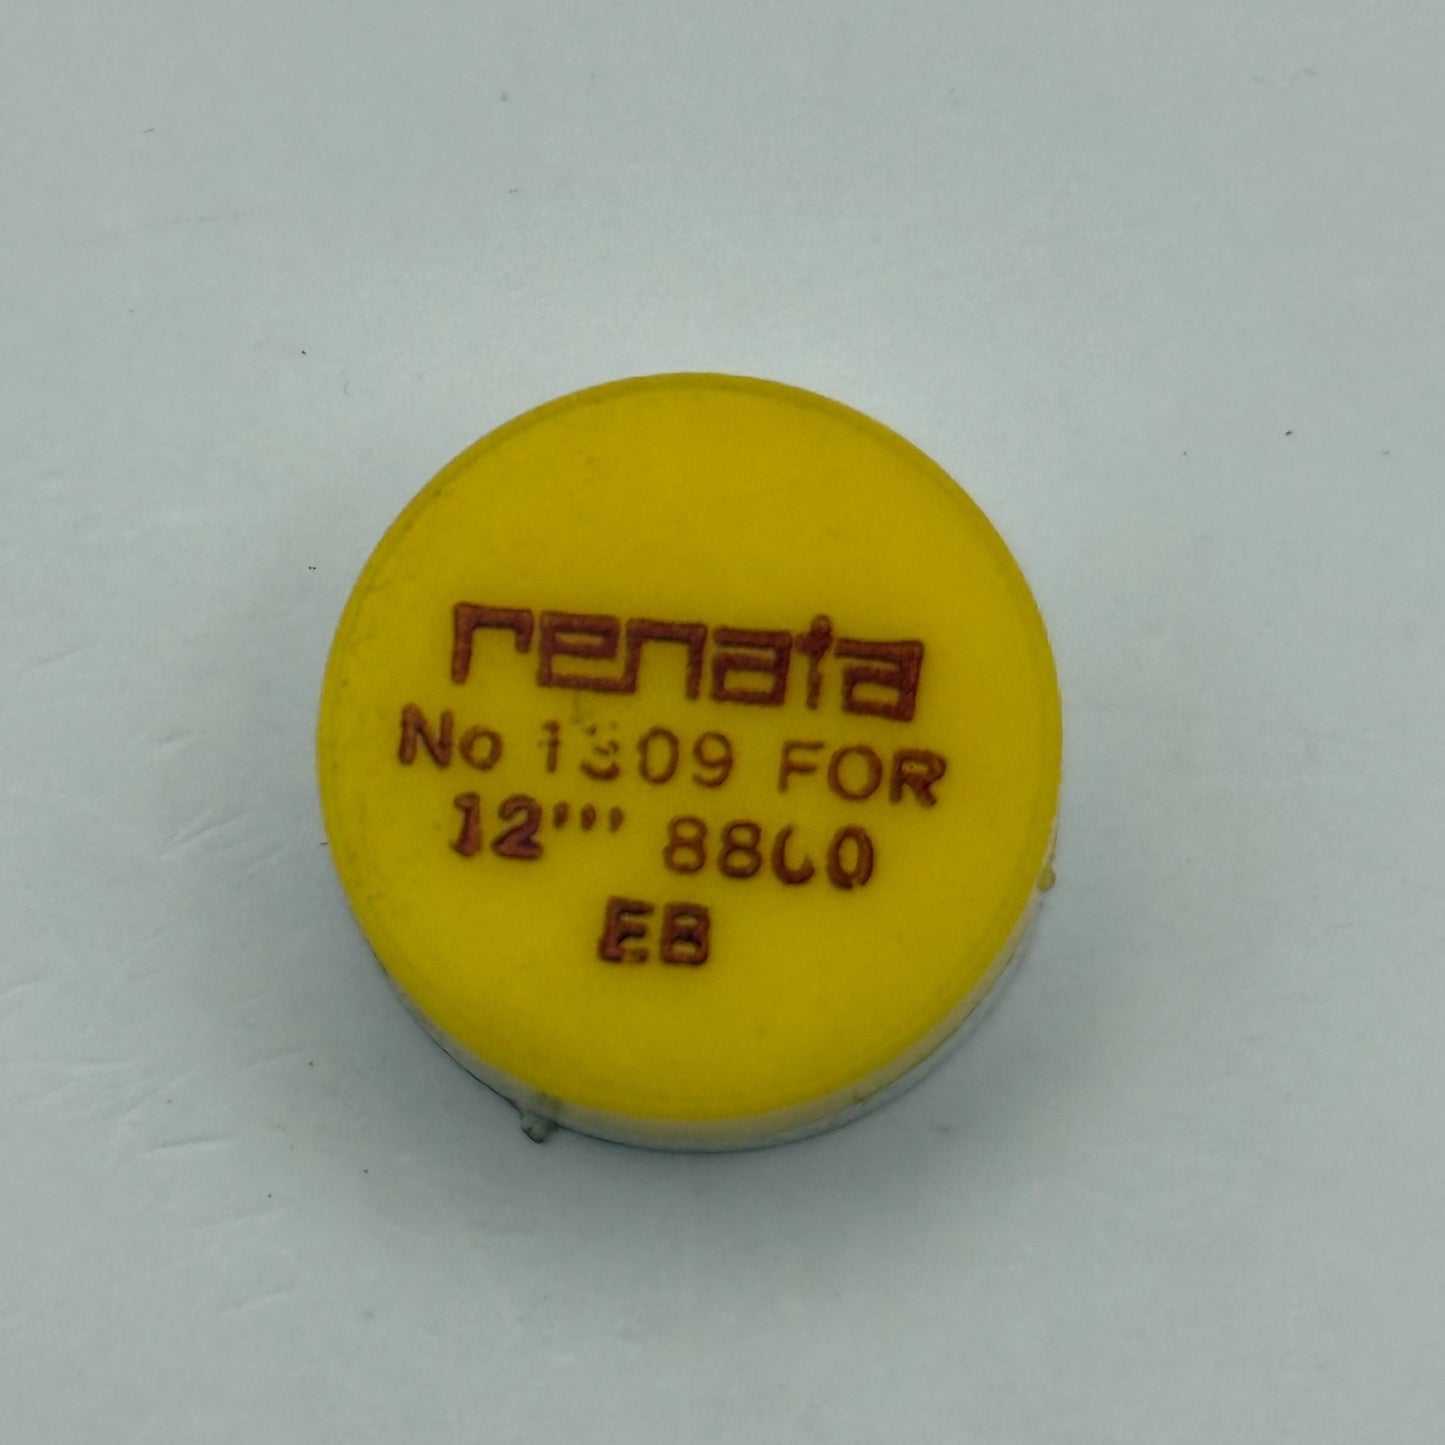 renata
No 1309 FOR
12''' 8800
EB